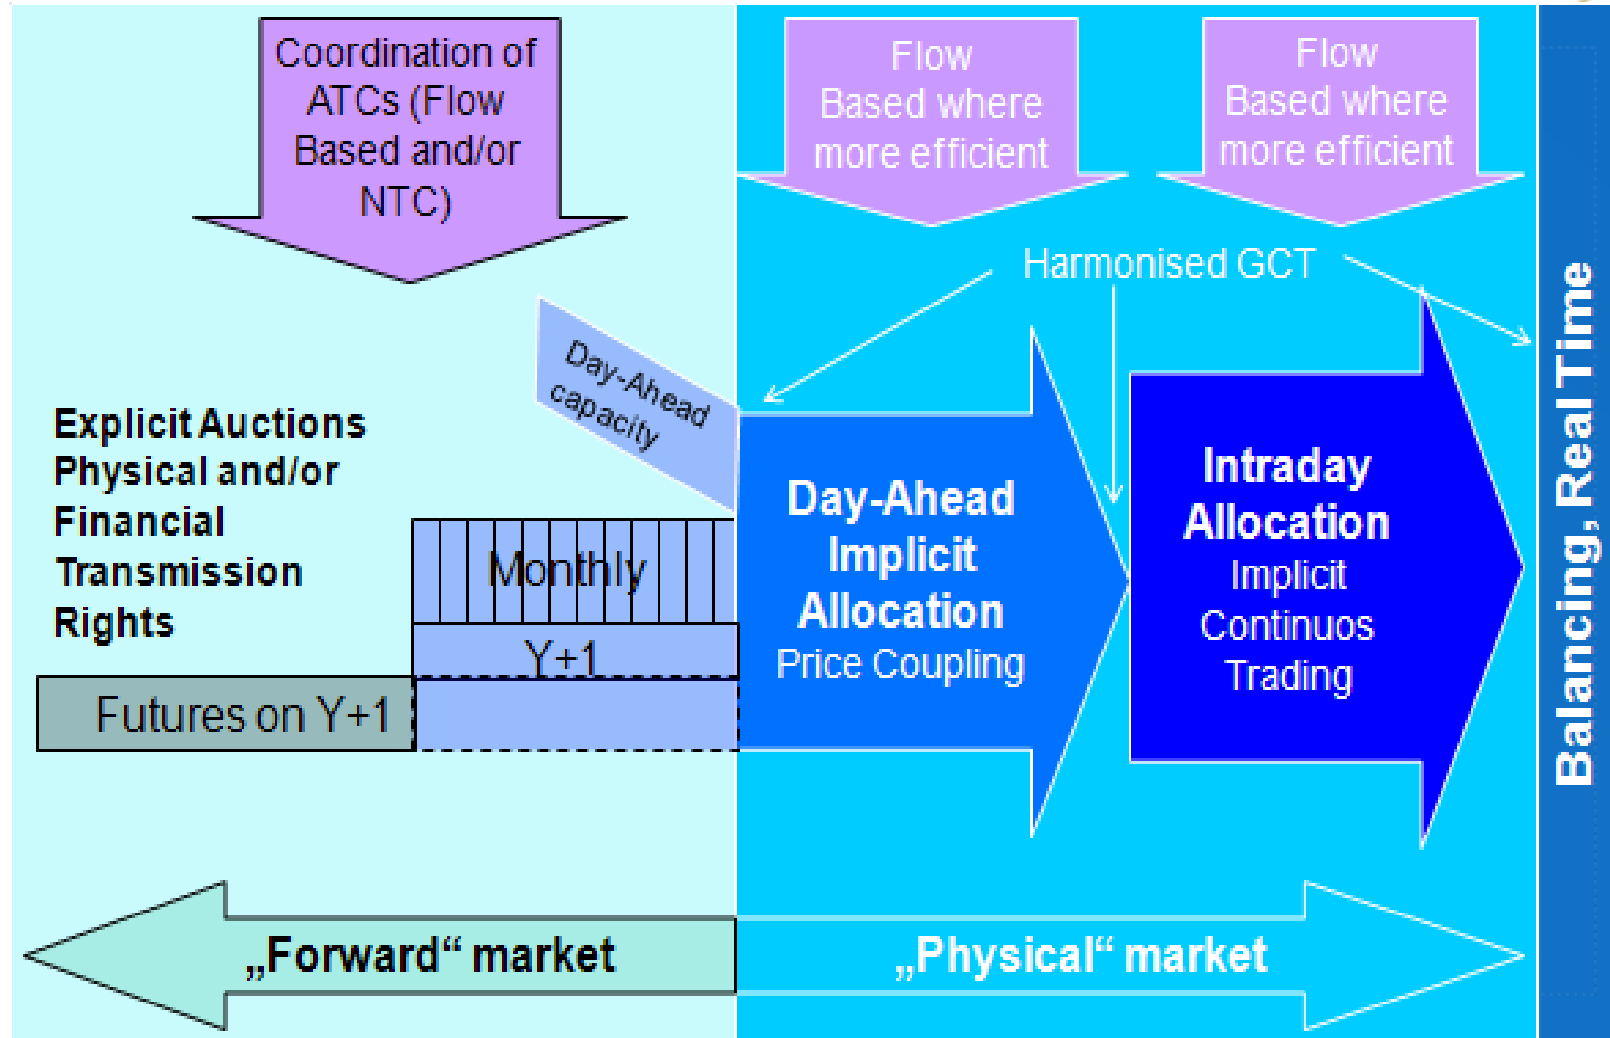 Coordination of
ATCs (Flow
Based and/or
NTC)
Flow
Based where
more efficient
Flow
Based where
more efficient
Harmonised GCT
Day-Ahead
capacity
Explicit Auctions
Physical and/or
Financial
Transmission
Rights
Monthly
Y+1
Futures on Y+1
Day-Ahead
Implicit
Allocation
Price Coupling
Intraday
Allocation
Implicit
Continuos
Trading
Balancing, Real Time
„Forward“ market
„Physical“ market